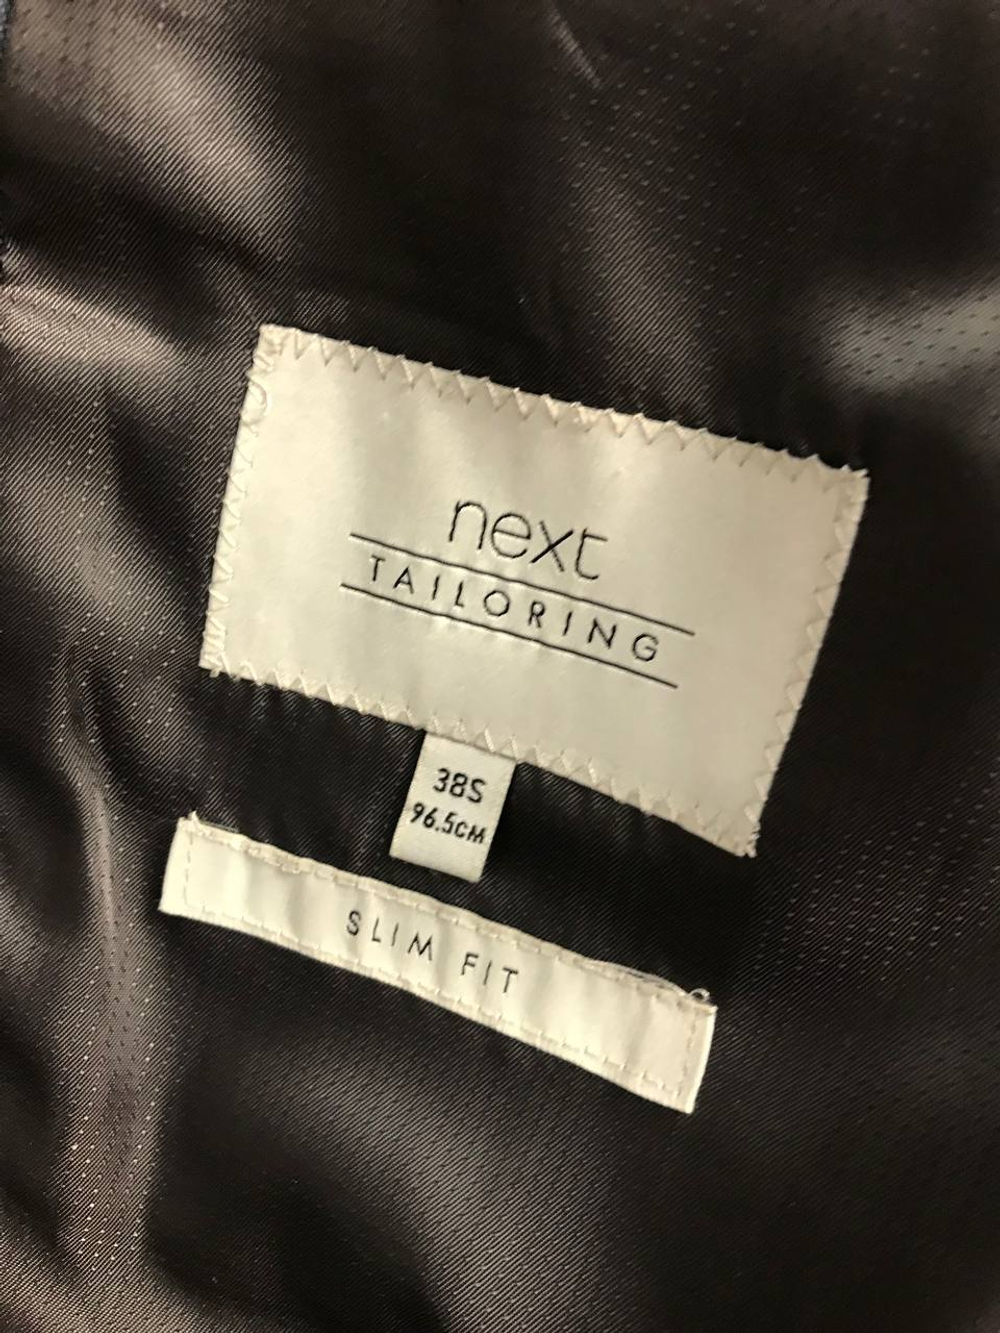 next
TAILORING
38S
96.5CM
SLIM FIT